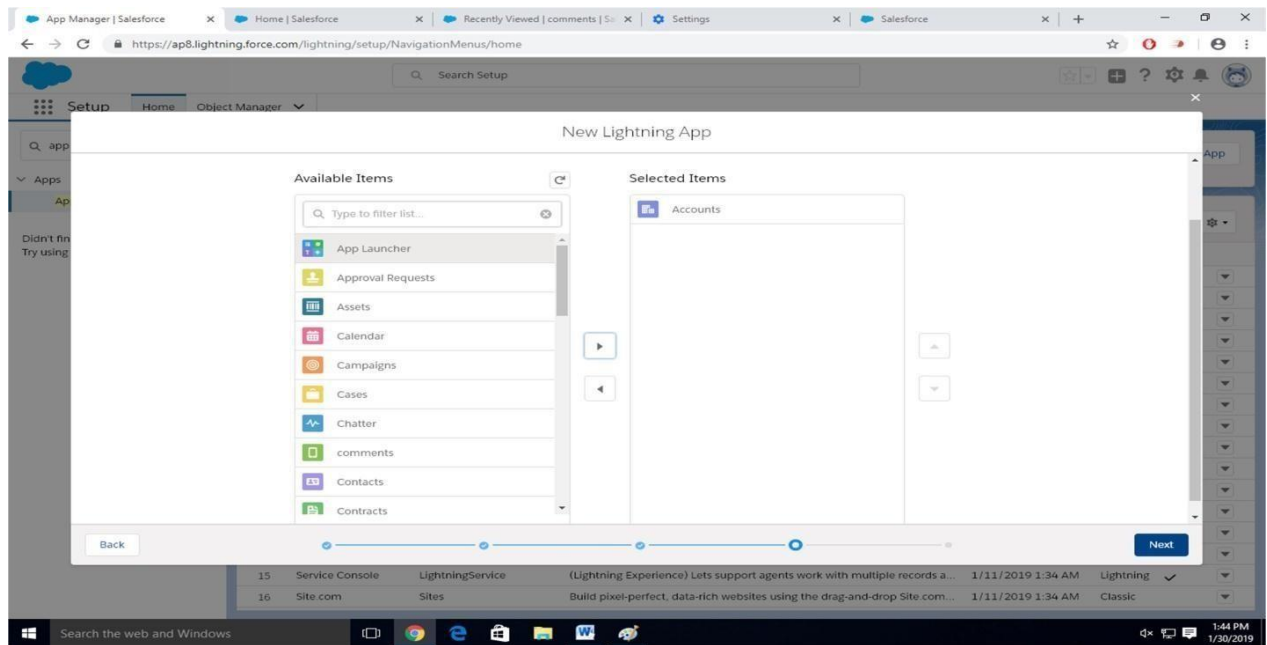 App Manager | Salesforce
Home | Salesforce
Recently Viewed | comments | Sa
Settings
Salesforce
https://ap8.lightning.force.com/lightning/setup/NavigationMenus/home
Search Setup
Setup
Home
Object Manager
app
App
Apps
Ap
Didn't fin
Try using
New Lightning App
Available Items
Selected Items
Type to filter list...
Accounts
App Launcher
Approval Requests
Assets
Calendar
Campaigns
Cases
Chatter
comments
Contacts
Contracts
Back
Next
15 Service Console LightningService (Lightning Experience) Lets support agents work with multiple records a... 1/11/2019 1:34 AM Lightning
16 Site.com Sites Build pixel-perfect, data-rich websites using the drag-and-drop Site.com... 1/11/2019 1:34 AM Classic
Search the web and Windows
1:44 PM
1/30/2019